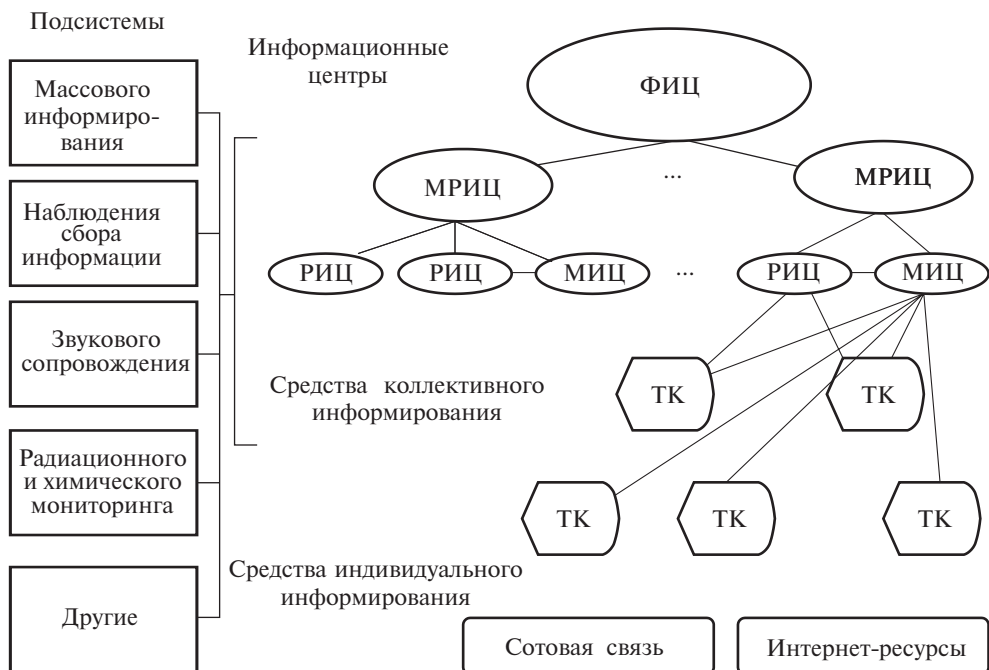 Подсистемы
Массового
информиро-
вания
Наблюдения
сбора
информации
Звукового
сопровождения
Радиационного
и химического
мониторинга
Другие
Информационные
центры
ФИЦ
МРИЦ
...
МРИЦ
РИЦ
РИЦ
МИЦ
...
РИЦ
МИЦ
Средства коллективного
информирования
ТК
ТК
ТК
ТК
ТК
Средства индивидуального
информирования
Сотовая связь
Интернет-ресурсы